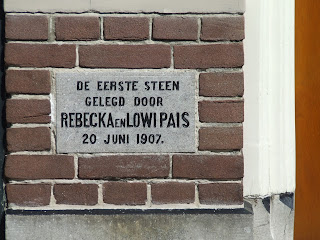 DE EERSTE STEEN
GELEGD DOOR
REBECKA EN LOWI PAIS
20 JUNI 1907.